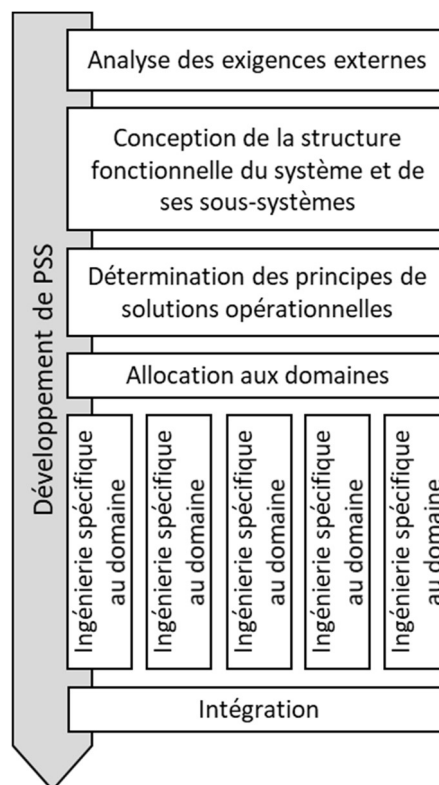 Développement de PSS
Analyse des exigences externes
Conception de la structure
fonctionnelle du système et de
ses sous-systèmes
Détermination des principes de
solutions opérationnelles
Allocation aux domaines
Ingénierie spécifique
au domaine
Ingénierie spécifique
au domaine
Ingénierie spécifique
au domaine
Ingénierie spécifique
au domaine
Ingénierie spécifique
au domaine
Intégration